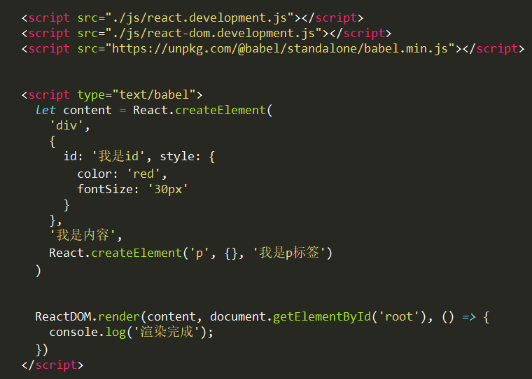 <script src="./js/react.development.js"></script>
<script src="./js/react-dom.development.js"></script>
<script src="https://unpkg.com/@babel/standalone/babel.min.js"></script>
<script type="text/babel">
let content = React.createElement(
'div',
{
id: '我是id', style: {
color: 'red',
fontSize: '30px'
}
},
'我是内容',
React.createElement('p', {}, '我是p标签')
)
ReactDOM.render(content, document.getElementById('root'), () => {
console.log('渲染完成');
})
</script>